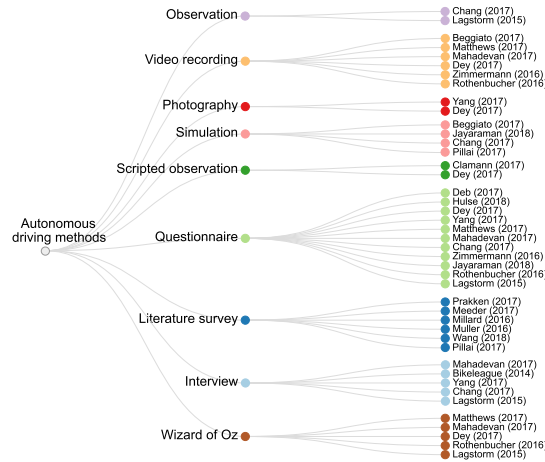 Autonomous
driving methods
Observation
Chang (2017)
Lagstorm (2015)
Video recording
Beggiato (2017)
Matthews (2017)
Mahadevan (2017)
Dey (2017)
Zimmermann (2016)
Rothenbucher (2016)
Photography
Yang (2017)
Dey (2017)
Simulation
Beggiato (2017)
Jayaraman (2018)
Chang (2017)
Pillai (2017)
Scripted observation
Clamann (2017)
Dey (2017)
Questionnaire
Deb (2017)
Hulse (2018)
Dey (2017)
Yang (2017)
Matthews (2017)
Mahadevan (2017)
Chang (2017)
Zimmermann (2016)
Jayaraman (2018)
Rothenbucher (2016)
Lagstorm (2015)
Literature survey
Prakken (2017)
Meeder (2017)
Millard (2016)
Muller (2016)
Wang (2018)
Pillai (2017)
Interview
Mahadevan (2017)
Bikeleague (2014)
Yang (2017)
Chang (2017)
Lagstorm (2015)
Wizard of Oz
Matthews (2017)
Mahadevan (2017)
Dey (2017)
Rothenbucher (2016)
Lagstorm (2015)